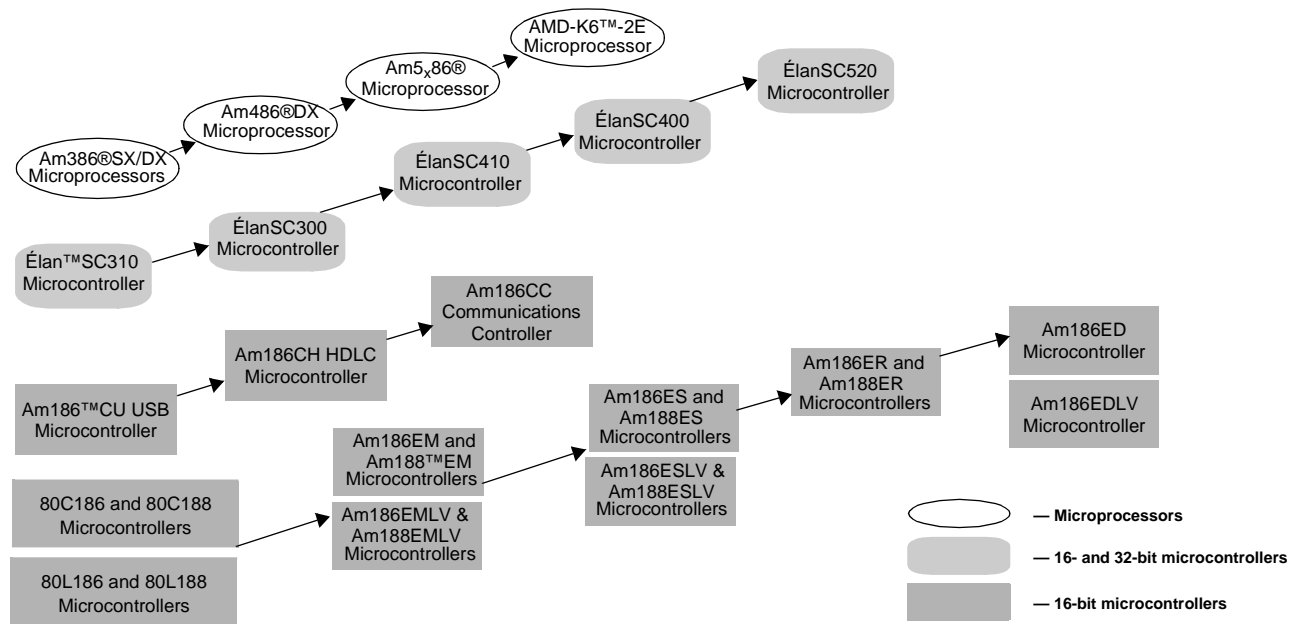 AMD-K6™-2E
Microprocessor
Am5x86®
Microprocessor
Am486®DX
Microprocessor
Am386®SX/DX
Microprocessors
ÉlanSC520
Microcontroller
ÉlanSC400
Microcontroller
ÉlanSC410
Microcontroller
ÉlanSC300
Microcontroller
Élan™SC310
Microcontroller
Am186CC
Communications
Controller
Am186CH HDLC
Microcontroller
Am186™CU USB
Microcontroller
Am186ED
Microcontroller
Am186EDLV
Microcontroller
Am186ER and
Am188ER
Microcontrollers
Am186ES and
Am188ES
Microcontrollers
Am186ESLV &
Am188ESLV
Microcontrollers
Am186EM and
Am188™EM
Microcontrollers
Am186EMLV &
Am188EMLV
Microcontrollers
80C186 and 80C188
Microcontrollers
80L186 and 80L188
Microcontrollers
— Microprocessors
— 16- and 32-bit microcontrollers
— 16-bit microcontrollers